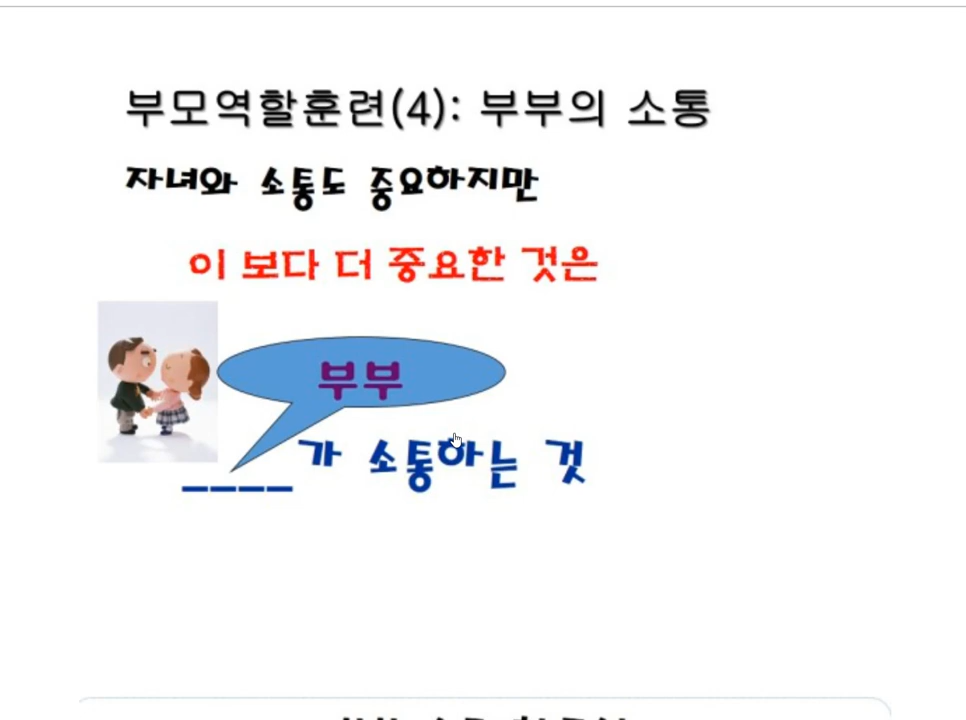 부모역할훈련(4): 부부의 소통
자녀와 소통도 중요하지만
이 보다 더 중요한 것은
부부
____가 소통하는 것